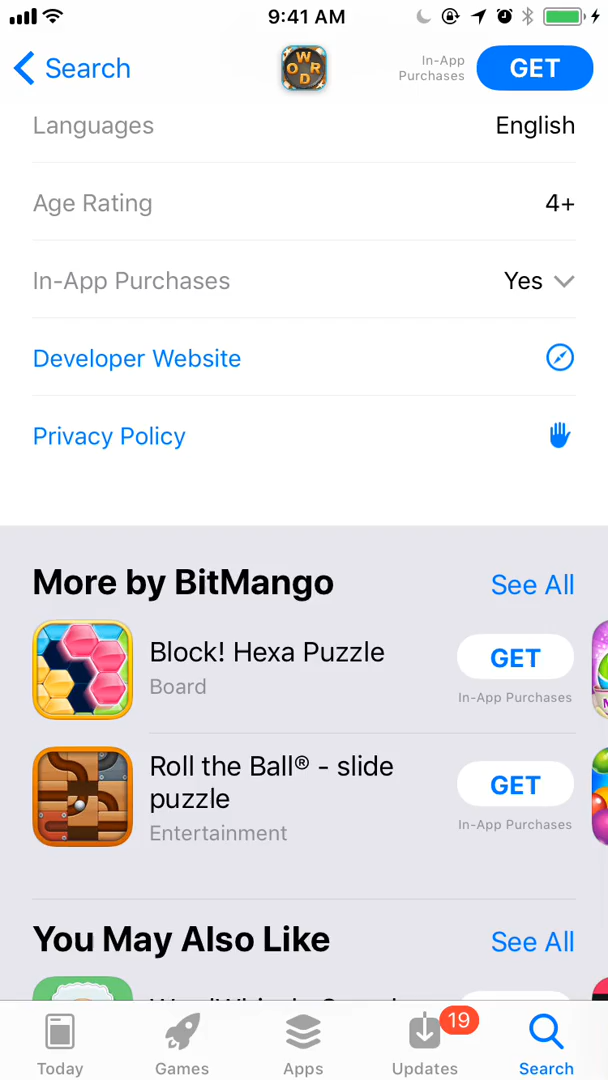 9:41 AM
Search
WORD
In-App
Purchases
GET
Languages
English
Age Rating
4+
In-App Purchases
Yes
Developer Website
Privacy Policy
More by BitMango
See All
Block! Hexa Puzzle
Board
GET
In-App Purchases
Roll the Ball® - slide
puzzle
Entertainment
GET
In-App Purchases
You May Also Like
See All
Today
Games
Apps
19
Updates
Search